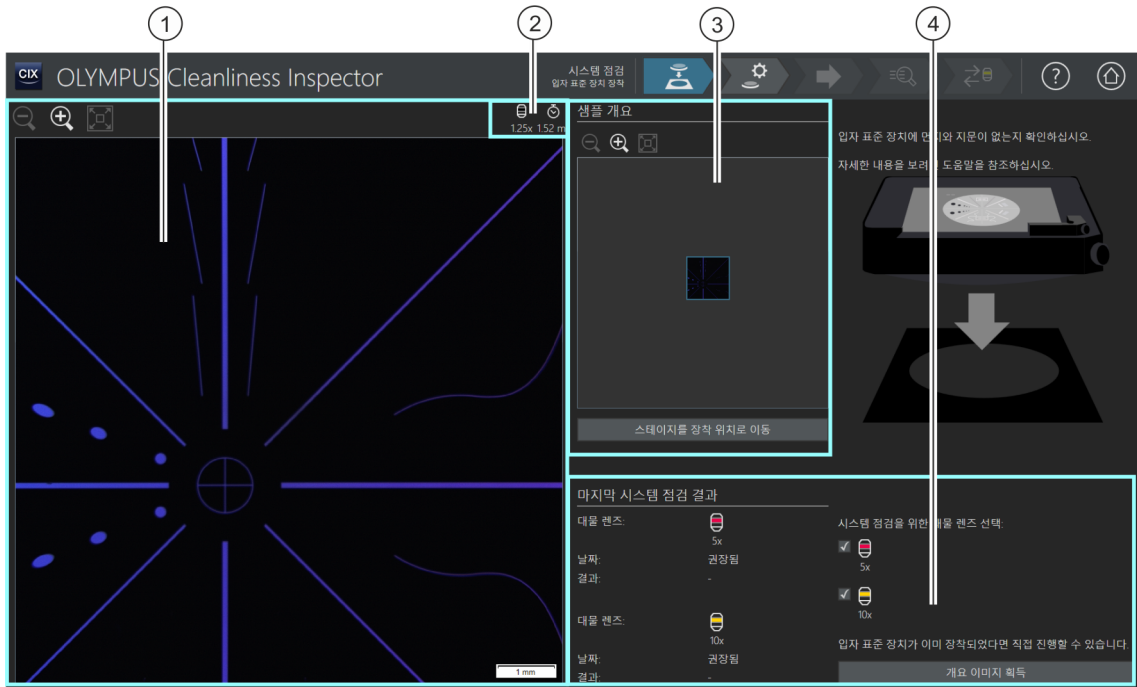 1
2
3
4
CIX
OLYMPUS Cleanliness Inspector
시스템 점검
입자 표준 장치 장착
?
1.25x 1.52 m
샘플 개요
스테이지를 장착 위치로 이동
1 mm
입자 표준 장치에 먼지와 지문이 없는지 확인하십시오.
자세한 내용을 보려면 도움말을 참조하십시오.
마지막 시스템 점검 결과
대물 렌즈:
5x
날짜: 권장됨
결과: -
대물 렌즈:
10x
날짜: 권장됨
결과: -
시스템 점검을 위한 대물 렌즈 선택:
5x
10x
입자 표준 장치가 이미 장착되었다면 직접 진행할 수 있습니다.
개요 이미지 획득